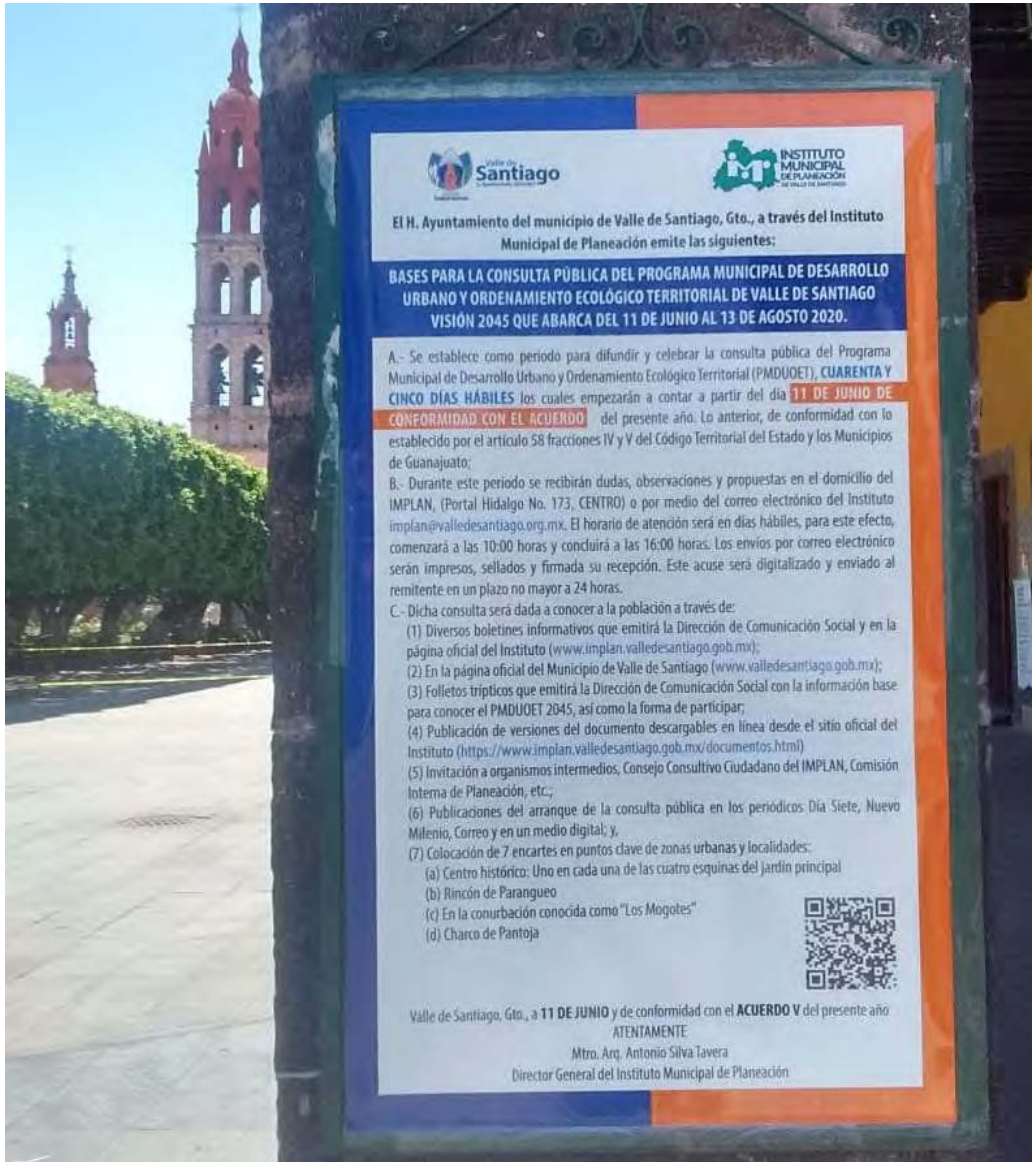 Valle de
Santiago
INSTITUTO
MUNICIPAL
DE PLANEACIÓN
DE VALLE DE SANTIAGO
El H. Ayuntamiento del municipio de Valle de Santiago, Gto., a través del Instituto
Municipal de Planeación emite las siguientes:
BASES PARA LA CONSULTA PÚBLICA DEL PROGRAMA MUNICIPAL DE DESARROLLO
URBANO Y ORDENAMIENTO ECOLÓGICO TERRITORIAL DE VALLE DE SANTIAGO
VISIÓN 2045 QUE ABARCA DEL 11 DE JUNIO AL 13 DE AGOSTO 2020.
A.- Se establece como periodo para difundir y celebrar la consulta pública del Programa
Municipal de Desarrollo Urbano y Ordenamiento Ecológico Territorial (PMDUOET), CUARENTA Y
CINCO DÍAS HÁBILES los cuales empezarán a contar a partir del día 11 DE JUNIO DE
CONFORMIDAD CON EL ACUERDO del presente año. Lo anterior, de conformidad con lo
establecido por el artículo 58 fracciones IV y V del Código Territorial del Estado y los Municipios
de Guanajuato;
B.- Durante este periodo se recibirán dudas, observaciones y propuestas en el domicilio del
IMPLAN, (Portal Hidalgo No. 173, CENTRO) o por medio del correo electrónico del Instituto
implan@valledesantiago.org.mx. El horario de atención será en días hábiles, para este efecto,
comenzará a las 10:00 horas y concluirá a las 16:00 horas. Los envíos por correo electrónico
serán impresos, sellados y firmada su recepción. Este acuse será digitalizado y enviado al
remitente en un plazo no mayor a 24 horas.
C.- Dicha consulta será dada a conocer a la población a través de:
(1) Diversos boletines informativos que emitirá la Dirección de Comunicación Social y en la
página oficial del Instituto (www.implan.valledesantiago.gob.mx);
(2) En la página oficial del Municipio de Valle de Santiago (www.valledesantiago.gob.mx);
(3) Folletos trípticos que emitirá la Dirección de Comunicación Social con la información base
para conocer el PMDUOET 2045, así como la forma de participar;
(4) Publicación de versiones del documento descargables en línea desde el sitio oficial del
Instituto (https://www.implan.valledesantiago.gob.mx/documentos.html)
(5) Invitación a organismos intermedios, Consejo Consultivo Ciudadano del IMPLAN, Comisión
Interna de Planeación, etc.;
(6) Publicaciones del arranque de la consulta pública en los periódicos Día Siete, Nuevo
Milenio, Correo y en un medio digital; y,
(7) Colocación de 7 encartes en puntos clave de zonas urbanas y localidades:
(a) Centro histórico: Uno en cada una de las cuatro esquinas del jardín principal
(b) Rincón de Parangueo
(c) En la conurbación conocida como "Los Mogotes"
(d) Charco de Pantoja
Valle de Santiago, Gto., a 11 DE JUNIO y de conformidad con el ACUERDO V del presente año
ATENTAMENTE
Mtro. Arq. Antonio Silva Tavera
Director General del Instituto Municipal de Planeación